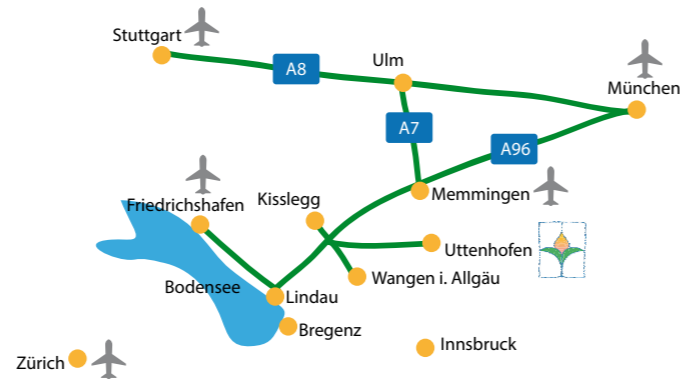 Stuttgart
A8
Ulm
München
A7
A96
Memmingen
Friedrichshafen
Kisslegg
Uttenhofen
Bodensee
Wangen i. Allgäu
Lindau
Bregenz
Innsbruck
Zürich